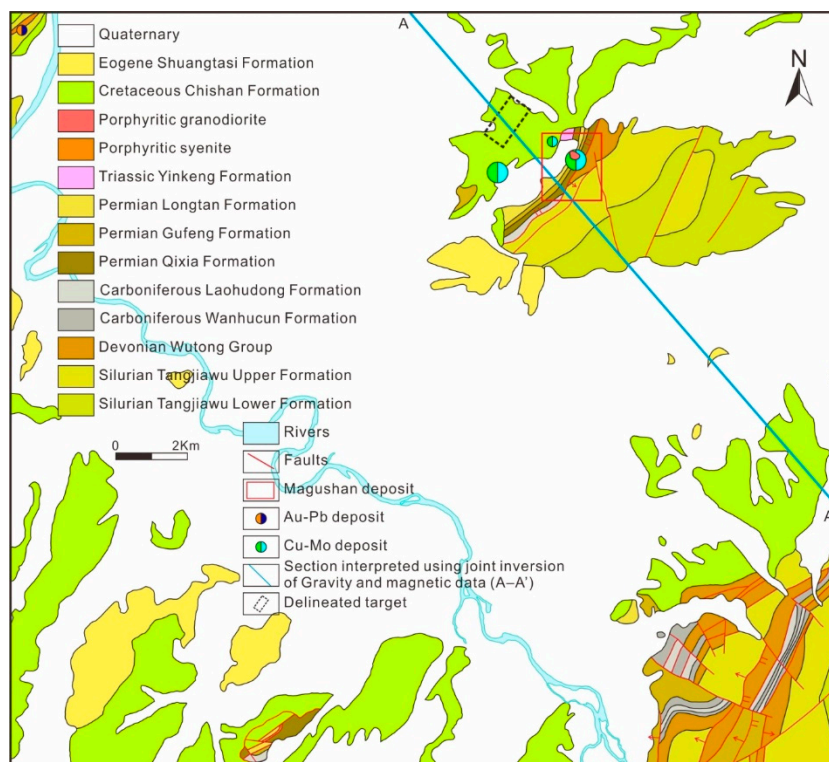 A
N
Quaternary
Eogene Shuangtasi Formation
Cretaceous Chishan Formation
Porphyritic granodiorite
Porphyritic syenite
Triassic Yinkeng Formation
Permian Longtan Formation
Permian Gufeng Formation
Permian Qixia Formation
Carboniferous Laohudong Formation
Carboniferous Wanhucun Formation
Devonian Wutong Group
Silurian Tangjiawu Upper Formation
Silurian Tangjiawu Lower Formation
0 2Km
Rivers
Faults
Magushan deposit
Au-Pb deposit
Cu-Mo deposit
Section interpreted using joint inversion
of Gravity and magnetic data (A–A')
Delineated target
A